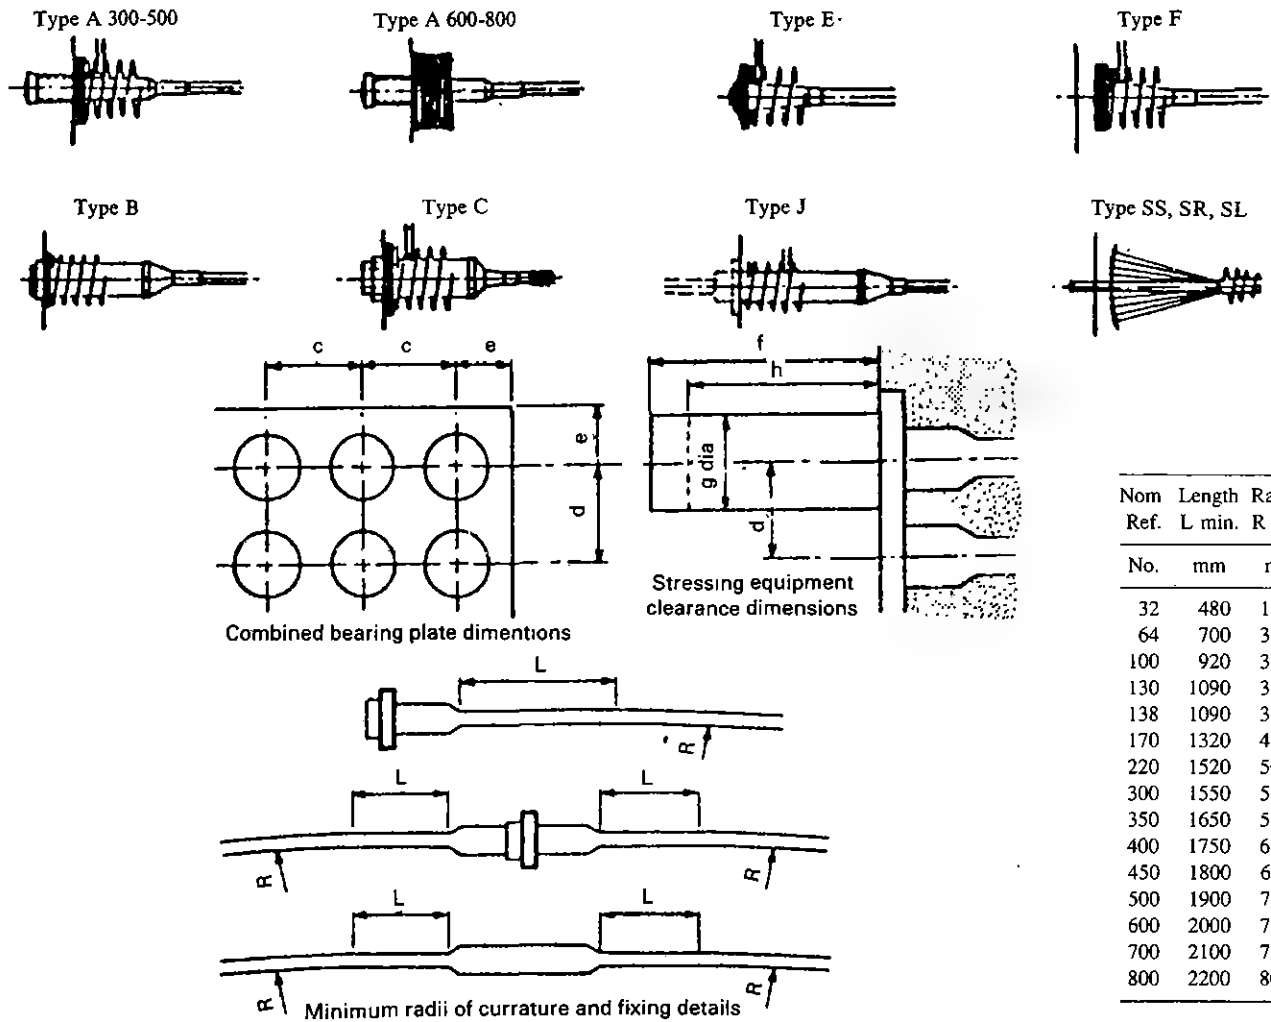 Type A 300-500
Type A 600-800
Type E
Type F
Type B
Type C
Type J
Type SS, SR, SL
c
c
e
e
d
Combined bearing plate dimentions
f
h
g dia
d
Stressing equipment
clearance dimensions
L
R
L
L
R
R
L
L
R
R
Minimum radii of currature and fixing details
Nom Length
Ref. L min. R
No. mm
32 480
64 700
100 920
130 1090
138 1090
170 1320
220 1520
300 1550
350 1650
400 1750
450 1800
500 1900
600 2000
700 2100
800 2200